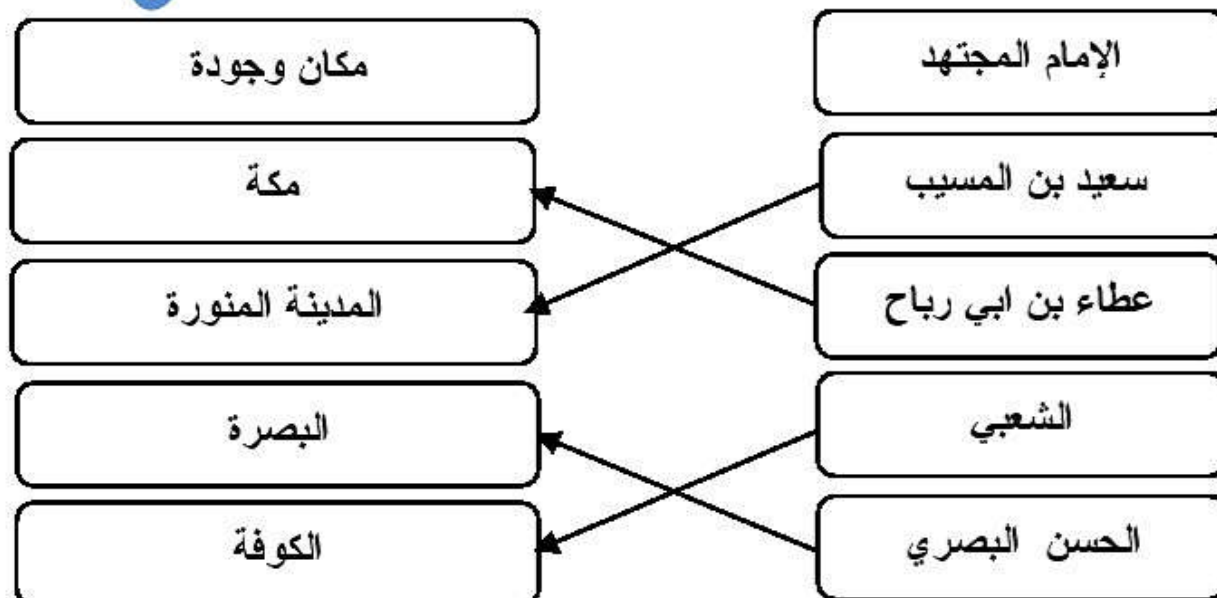 الإمام المجتهد
مكان وجودة
سعيد بن المسيب
مكة
عطاء بن ابي رباح
المدينة المنورة
الشعبي
البصرة
الحسن البصري
الكوفة